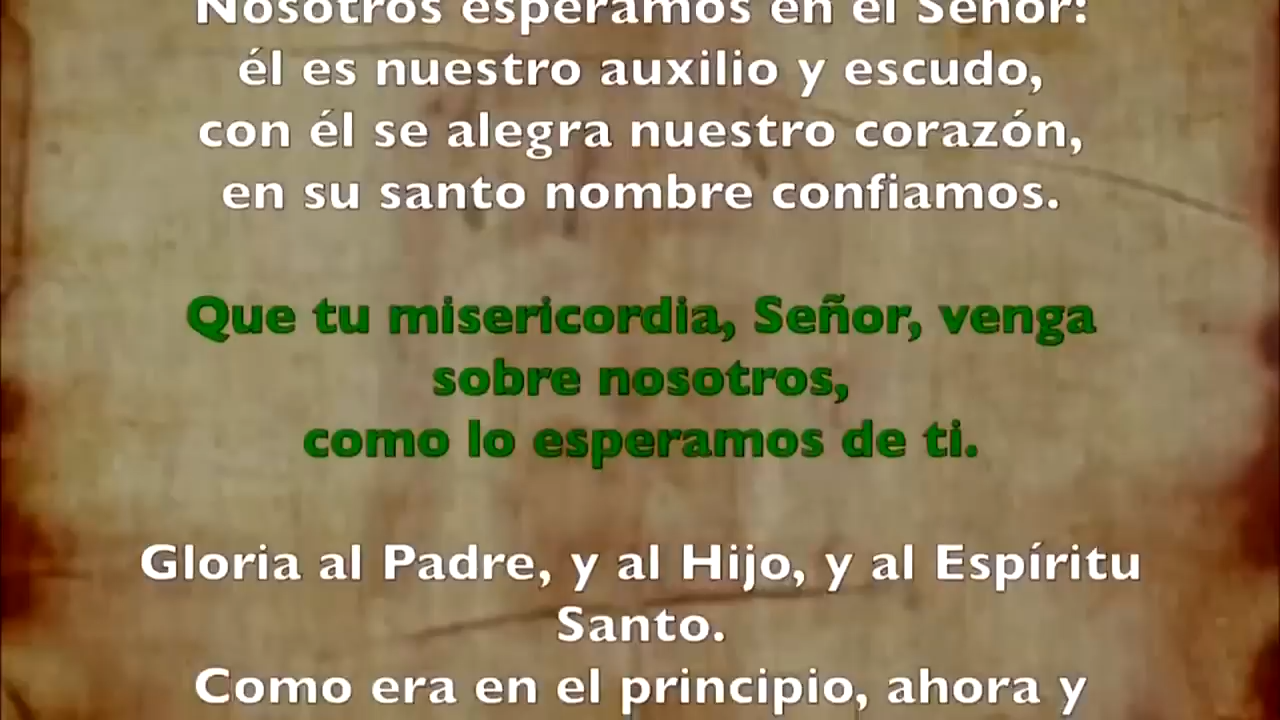 Nosotros esperamos en el Señor:
él es nuestro auxilio y escudo,
con él se alegra nuestro corazón,
en su santo nombre confiamos.
Que tu misericordia, Señor, venga
sobre nosotros,
como lo esperamos de ti.
Gloria al Padre, y al Hijo, y al Espíritu
Santo.
Como era en el principio, ahora y